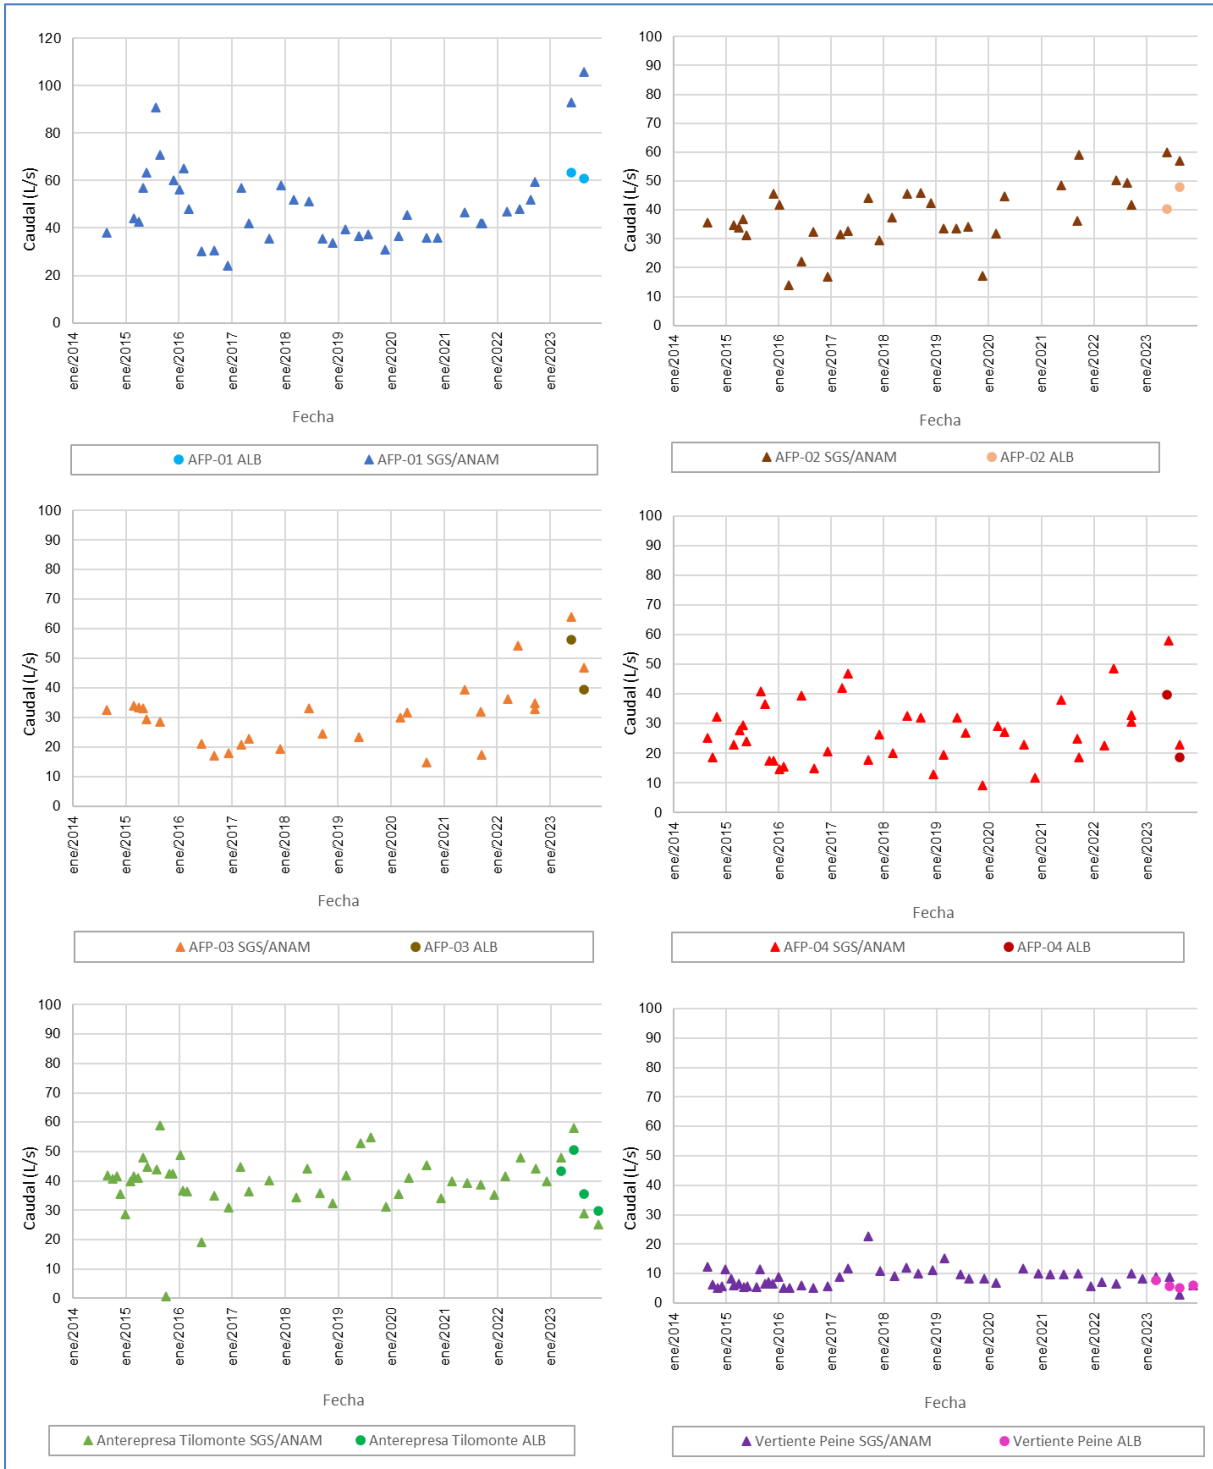 120
100
80
60
40
20
0
Caudal (L/s)
ene/2014
ene/2015
ene/2016
ene/2017
ene/2018
ene/2019
ene/2020
ene/2021
ene/2022
ene/2023
Fecha
AFP-01 ALB AFP-01 SGS/ANAM
100
90
80
70
60
50
40
30
20
10
0
Caudal (L/s)
ene/2014
ene/2015
ene/2016
ene/2017
ene/2018
ene/2019
ene/2020
ene/2021
ene/2022
ene/2023
Fecha
AFP-02 SGS/ANAM AFP-02 ALB
100
90
80
70
60
50
40
30
20
10
0
Caudal (L/s)
ene/2014
ene/2015
ene/2016
ene/2017
ene/2018
ene/2019
ene/2020
ene/2021
ene/2022
ene/2023
Fecha
AFP-03 SGS/ANAM AFP-03 ALB
100
90
80
70
60
50
40
30
20
10
0
Caudal (L/s)
ene/2014
ene/2015
ene/2016
ene/2017
ene/2018
ene/2019
ene/2020
ene/2021
ene/2022
ene/2023
Fecha
AFP-04 SGS/ANAM AFP-04 ALB
100
90
80
70
60
50
40
30
20
10
0
Caudal (L/s)
ene/2014
ene/2015
ene/2016
ene/2017
ene/2018
ene/2019
ene/2020
ene/2021
ene/2022
ene/2023
Fecha
Anterepresa Tilomonte SGS/ANAM Anterepresa Tilomonte ALB
100
90
80
70
60
50
40
30
20
10
0
Caudal (L/s)
ene/2014
ene/2015
ene/2016
ene/2017
ene/2018
ene/2019
ene/2020
ene/2021
ene/2022
ene/2023
Fecha
Vertiente Peine SGS/ANAM Vertiente Peine ALB